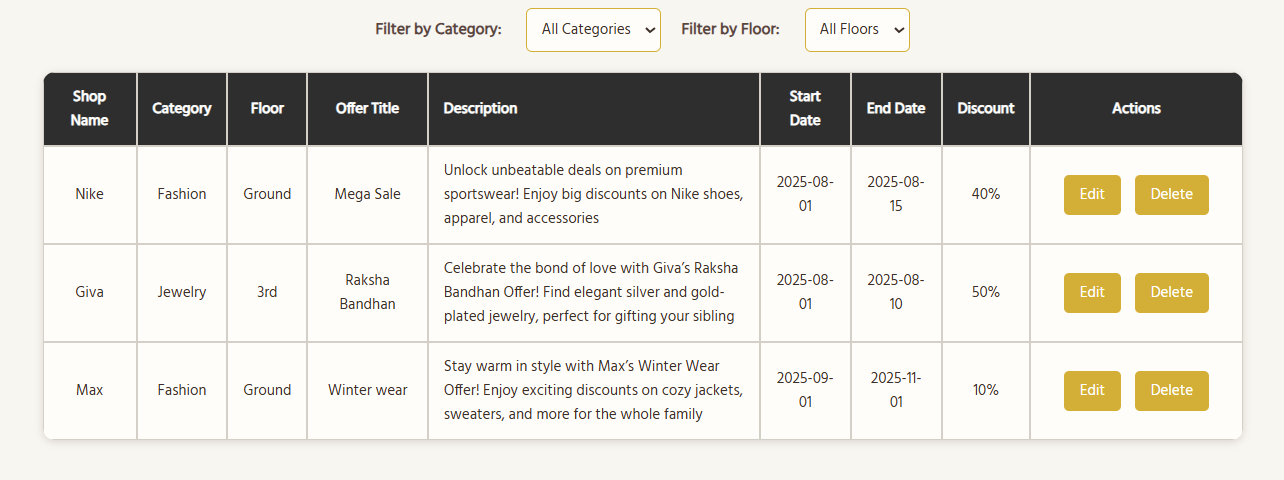 Filter by Category: All Categories Filter by Floor: All Floors
Shop Name Category Floor Offer Title Description Start Date End Date Discount Actions
Nike Fashion Ground Mega Sale
Unlock unbeatable deals on premium
sportswear! Enjoy big discounts on Nike shoes,
apparel, and accessories
2025-08-
01
2025-08-
15
40% Edit Delete
Giva Jewelry 3rd
Raksha
Bandhan
Celebrate the bond of love with Giva’s Raksha
Bandhan Offer! Find elegant silver and gold-
plated jewelry, perfect for gifting your sibling
2025-08-
01
2025-08-
10
50% Edit Delete
Max Fashion Ground Winter wear
Stay warm in style with Max’s Winter Wear
Offer! Enjoy exciting discounts on cozy jackets,
sweaters, and more for the whole family
2025-09-
01
2025-11-
01
10% Edit Delete